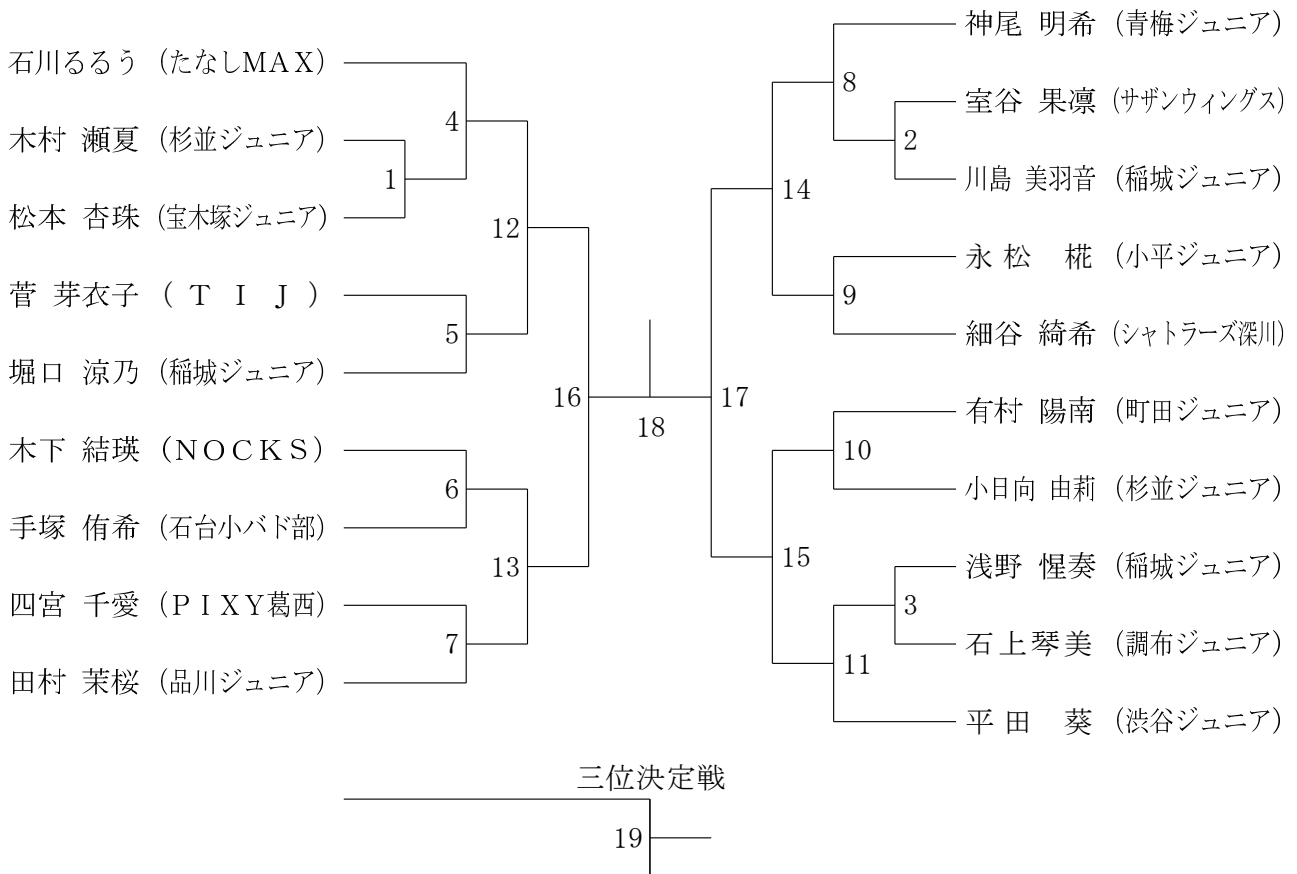 石川るるう (たなしMAX)
木村 瀬夏 (杉並ジュニア)
松本 杏珠 (宝木塚ジュニア)
菅 芽衣子 (TIJ)
堀口 涼乃 (稲城ジュニア)
木下 結瑛 (NOCKS)
手塚 侑希 (石台小バド部)
四宮 千愛 (PIXY葛西)
田村 茉桜 (品川ジュニア)
1
4
5
6
7
12
13
16
18
17
14
15
8
2
9
10
3
11
神尾 明希 (青梅ジュニア)
室谷 果凛 (サザンウィングス)
川島 美羽音 (稲城ジュニア)
永松 椛 (小平ジュニア)
細谷 綺希 (シャトラーズ深川)
有村 陽南 (町田ジュニア)
小日向 由莉 (杉並ジュニア)
浅野 惺奏 (稲城ジュニア)
石上琴美 (調布ジュニア)
平田 葵 (渋谷ジュニア)
三位決定戦
19